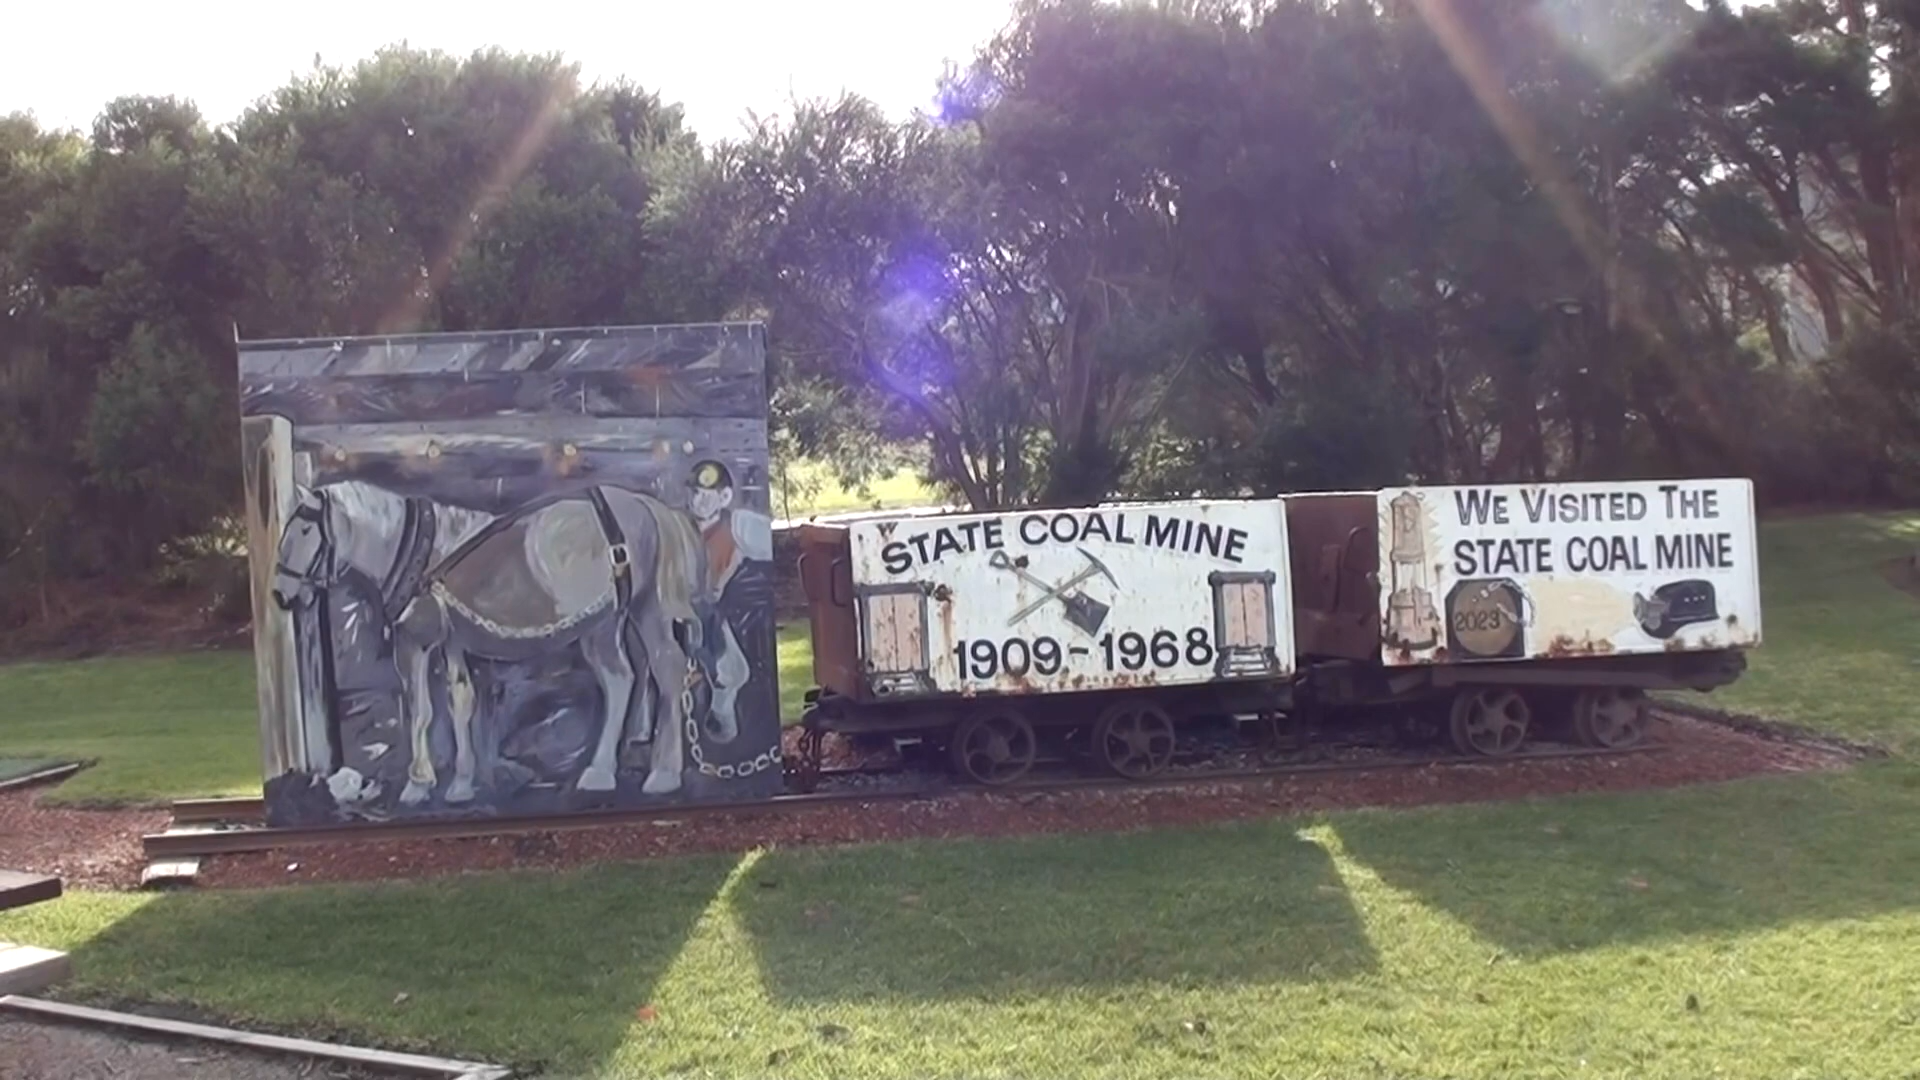 STATE COAL MINE
1909-1968
WE VISITED THE
STATE COAL MINE
2023